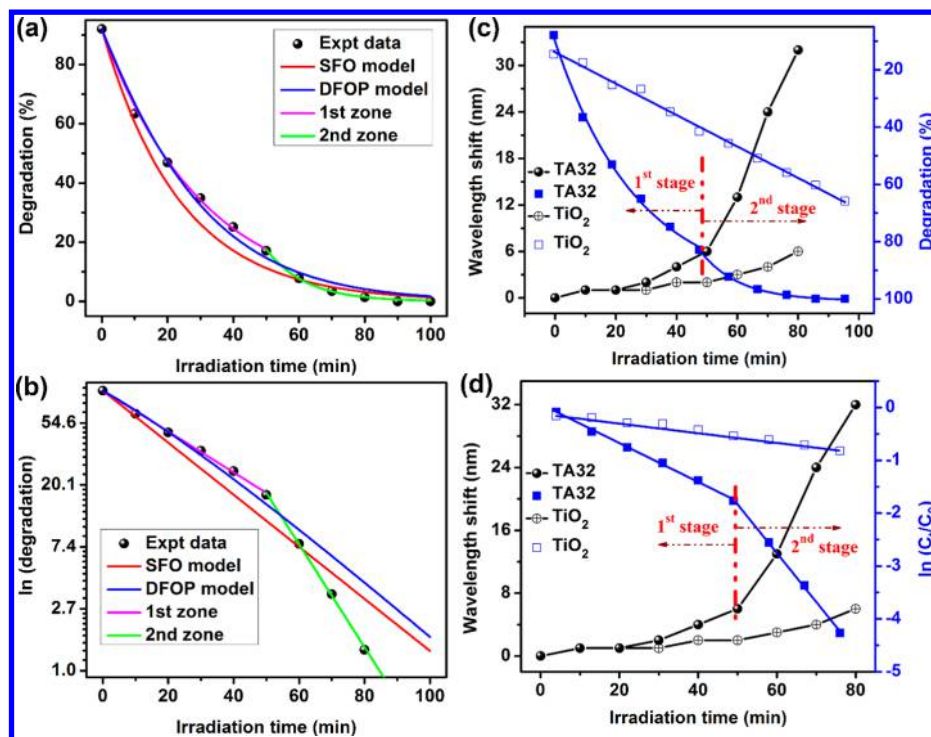 (a)
Expt data
SFO model
DFOP model
1st zone
2nd zone
Degradation (%)
80
60
40
20
0
0 20 40 60 80 100
Irradiation time (min)
(c)
Wavelength shift (nm)
30
24
18
12
6
0
TA32
TA32
TiO2
TiO2
1st stage
2nd stage
20
40
60
80
100
Degradation (%)
0 20 40 60 80 100
Irradiation time (min)
(b)
ln (degradation)
54.6
20.1
7.4
2.7
1.0
Expt data
SFO model
DFOP model
1st zone
2nd zone
0 20 40 60 80 100
Irradiation time (min)
(d)
Wavelength shift (nm)
32
24
16
8
0
TA32
TA32
TiO2
TiO2
1st stage
2nd stage
0
-1
-2
-3
-4
-5
0 20 40 60 80
Irradiation time (min)